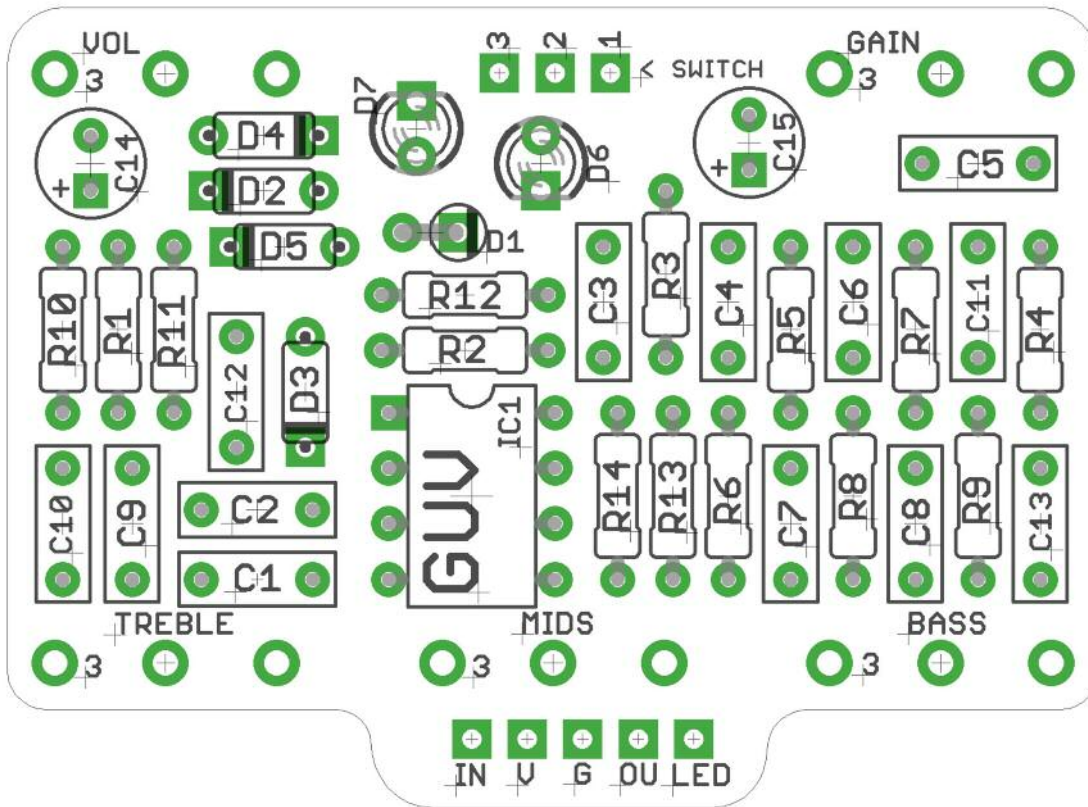 VOL
3 2 1
GAIN
< SWITCH
3
3
D7
C14
+
D4
D6
C15
+
C5
D2
D1
D5
R10
R1
R11
R12
C3
R3
C4
R5
C6
R7
C11
R4
R2
C12
D3
IC1
GUV
C10
C9
C2
R14
R13
R6
C7
R8
C8
R9
C13
C1
TREBLE
MIDS
BASS
3
3
3
IN V G OU LED